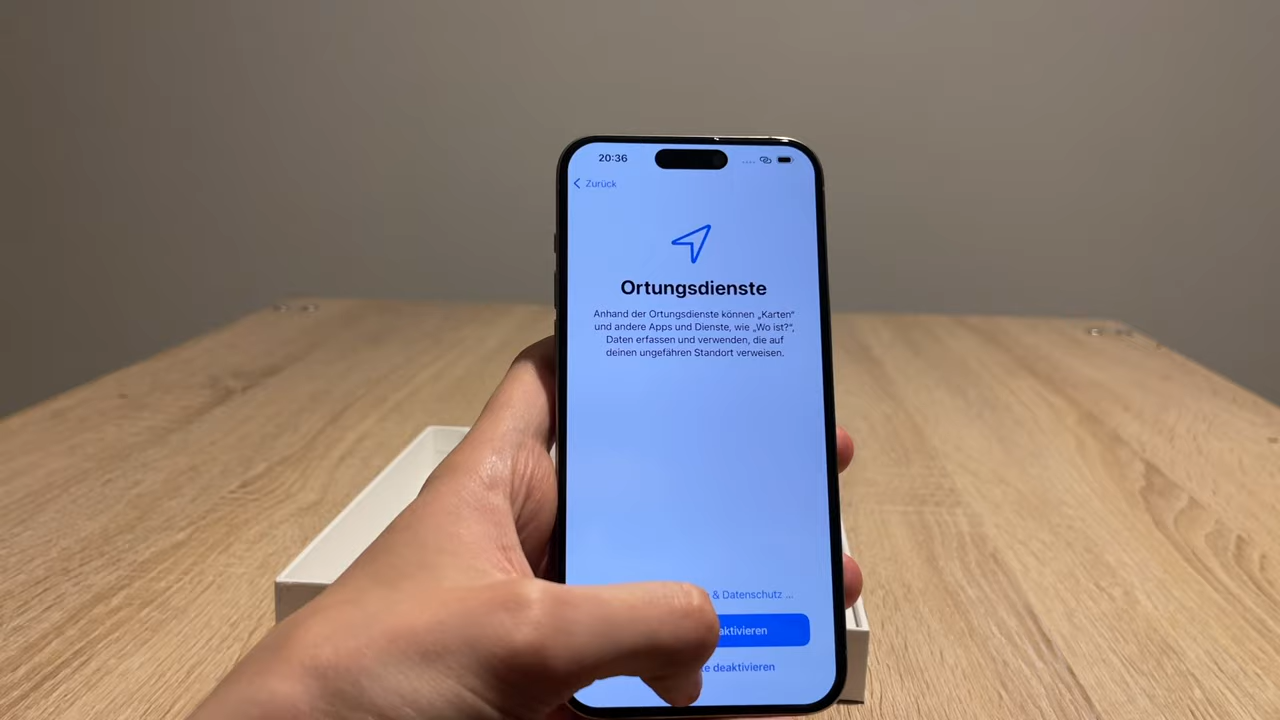 20:36
Zurück
Ortungsdienste
Anhand der Ortungsdienste können „Karten“
und andere Apps und Dienste, wie „Wo ist?“,
Daten erfassen und verwenden, die auf
deinen ungefähren Standort verweisen.
& Datenschutz ...
aktivieren
deaktivieren